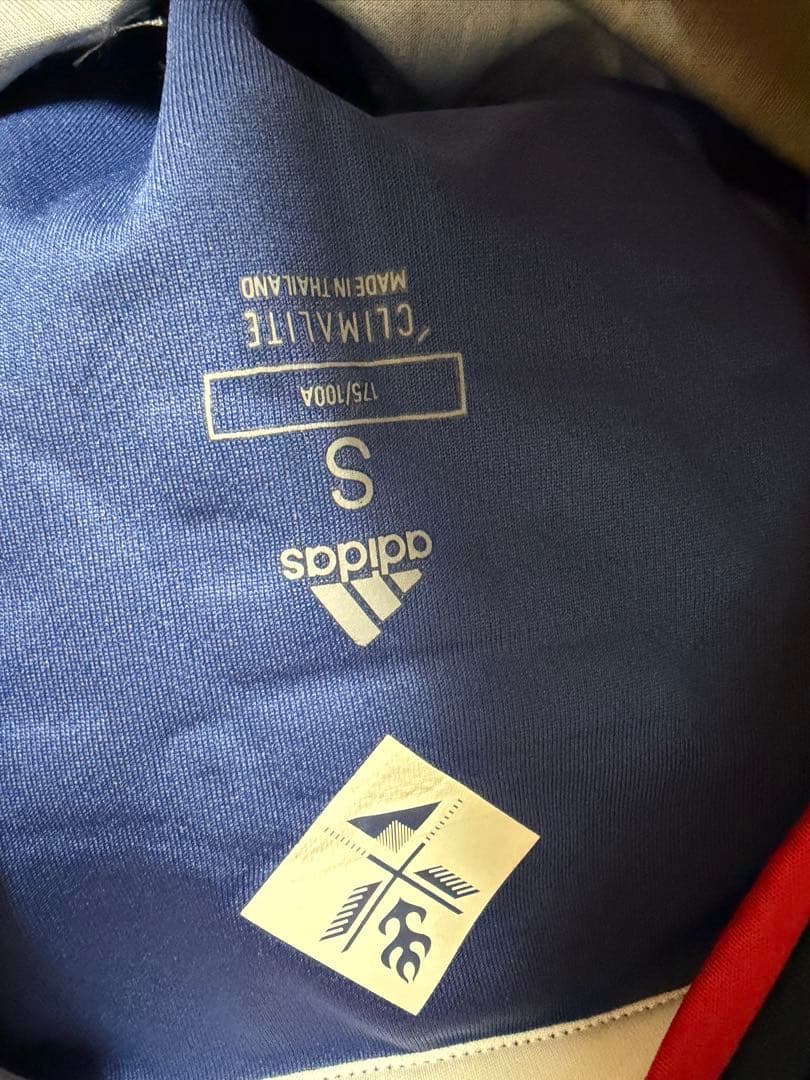 adidas
S
175/100A
CLIMALITE
MADE IN THAILAND